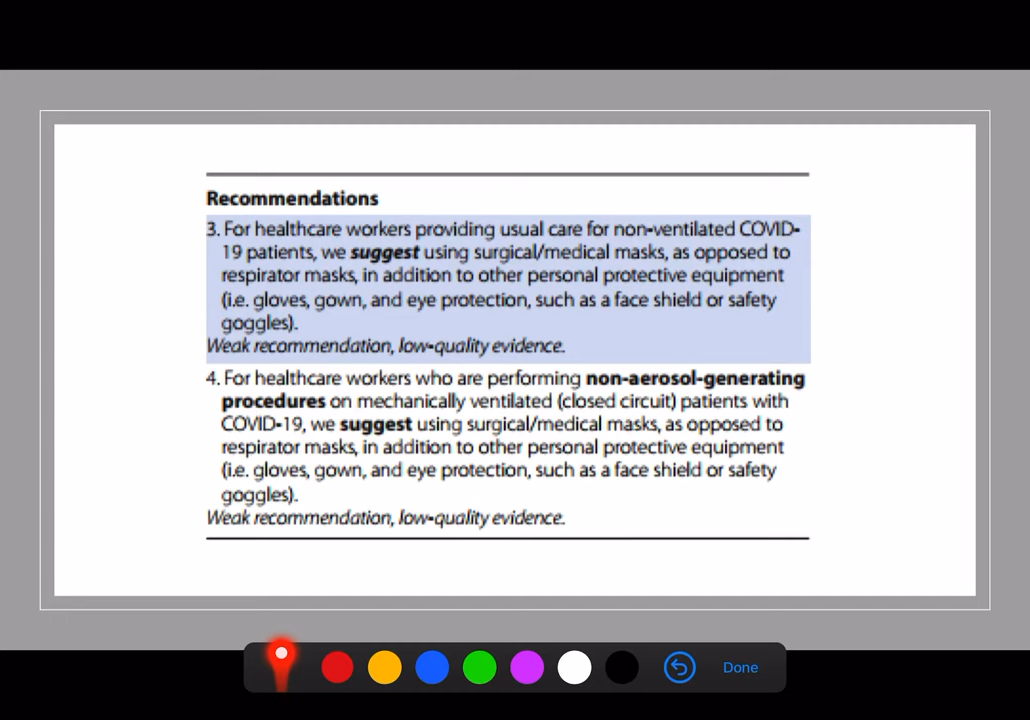 Recommendations
3. For healthcare workers providing usual care for non-ventilated COVID-
19 patients, we suggest using surgical/medical masks, as opposed to
respirator masks, in addition to other personal protective equipment
(i.e. gloves, gown, and eye protection, such as a face shield or safety
goggles).
Weak recommendation, low-quality evidence.
4. For healthcare workers who are performing non-aerosol-generating
procedures on mechanically ventilated (closed circuit) patients with
COVID-19, we suggest using surgical/medical masks, as opposed to
respirator masks, in addition to other personal protective equipment
(i.e. gloves, gown, and eye protection, such as a face shield or safety
goggles).
Weak recommendation, low-quality evidence.
Done